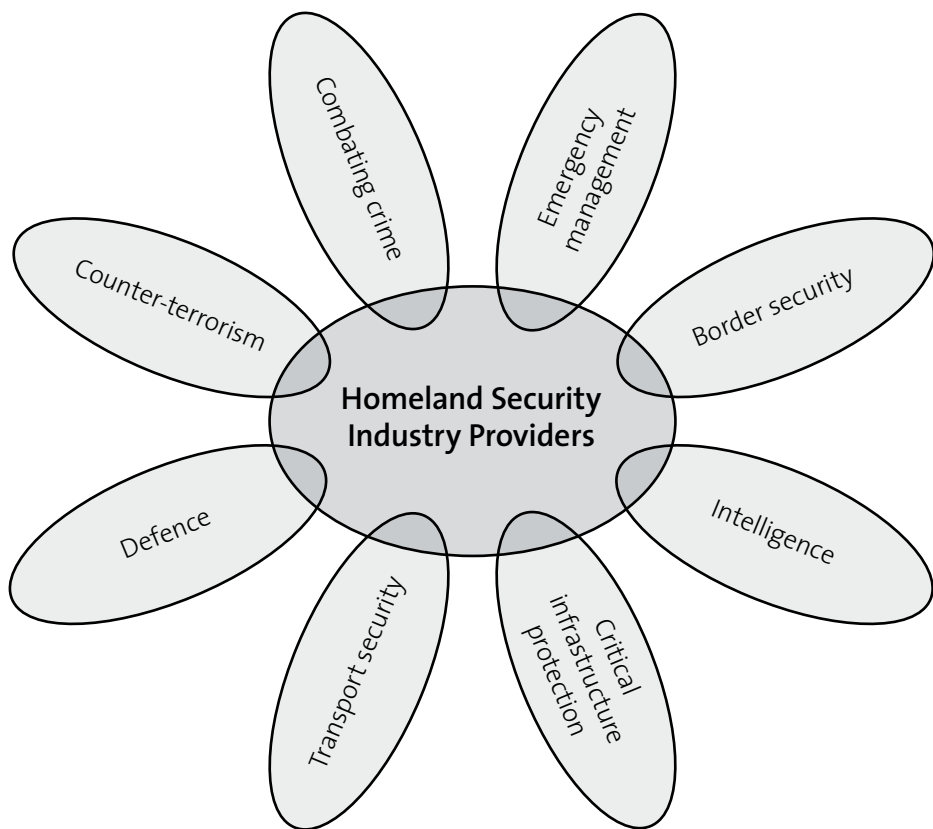 Combating crime
Emergency
management
Counter-terrorism
Border security
Homeland Security
Industry Providers
Defence
Intelligence
Transport security
Critical
infrastructure
protection